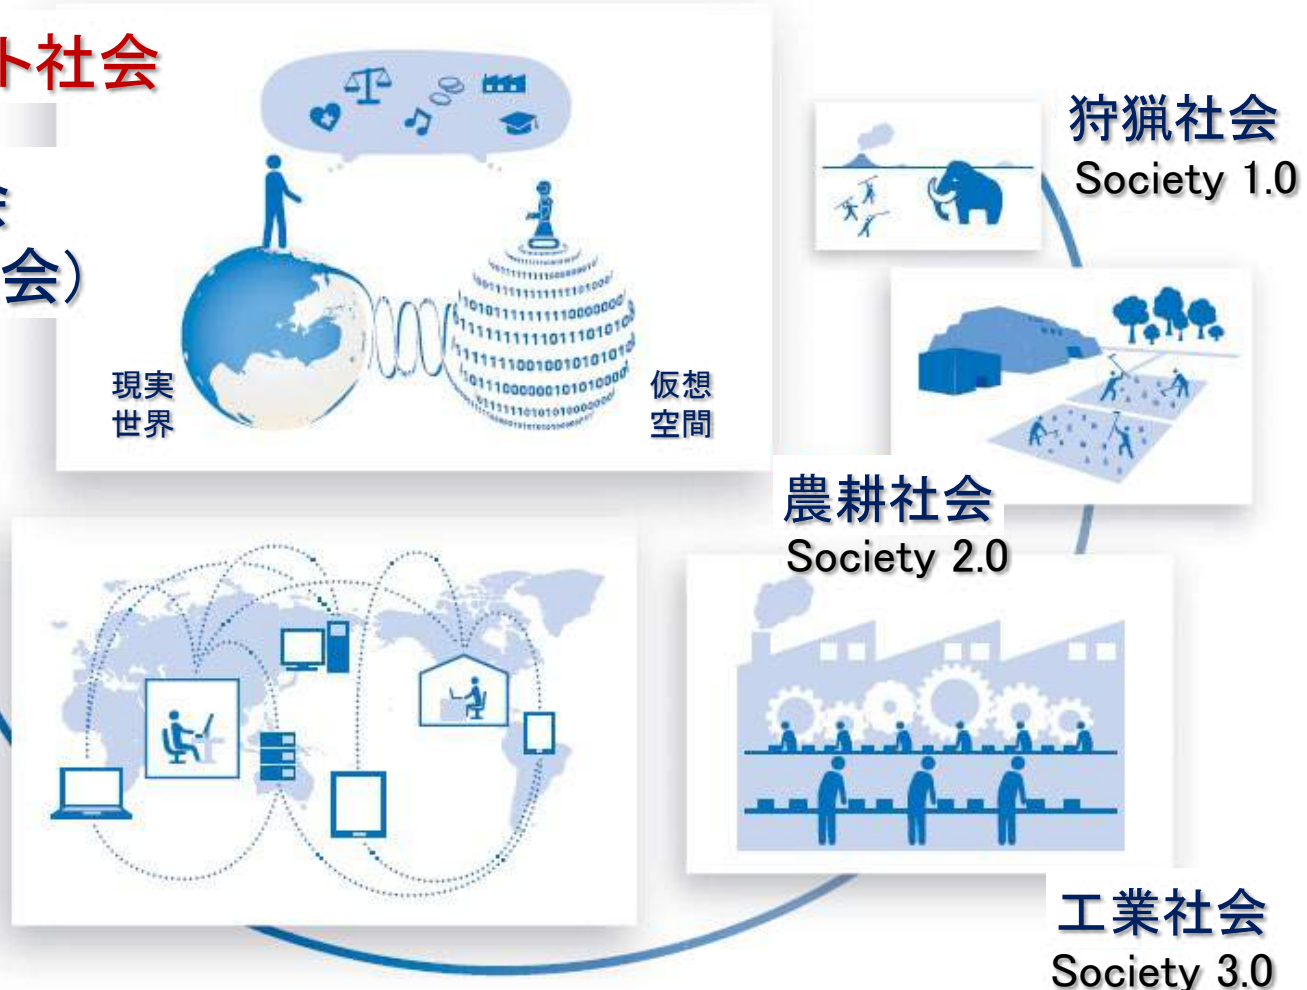 ト社会
会
会）
現実
世界
仮想
空間
狩猟社会
Society 1.0
農耕社会
Society 2.0
工業社会
Society 3.0